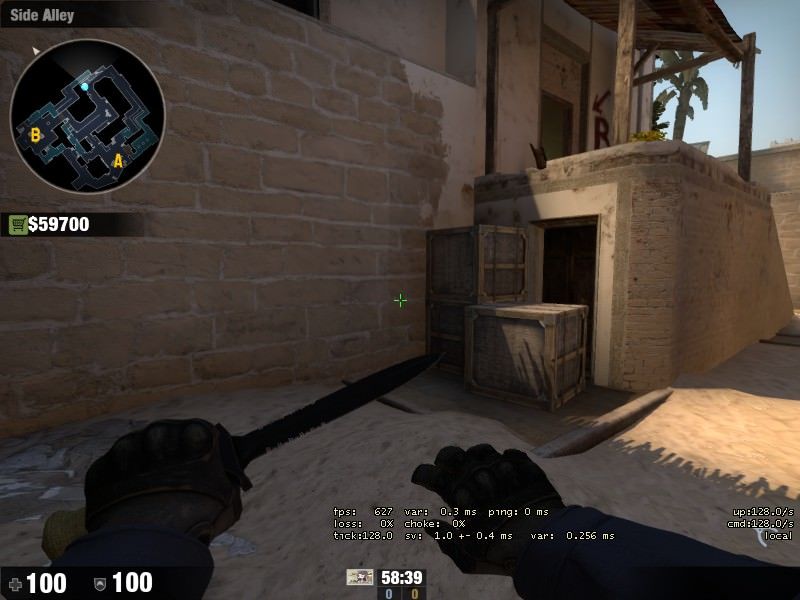 Side Alley
B
A
$59700
R
fps: 627 var: 0.3 ms ping: 0 ms
loss: 0% choke: 0%
tick:128.0 sv: 1.0 +- 0.4 ms var: 0.256 ms
up:128.0/s
cmd:128.0/s
local
100
100
58:39
0 0